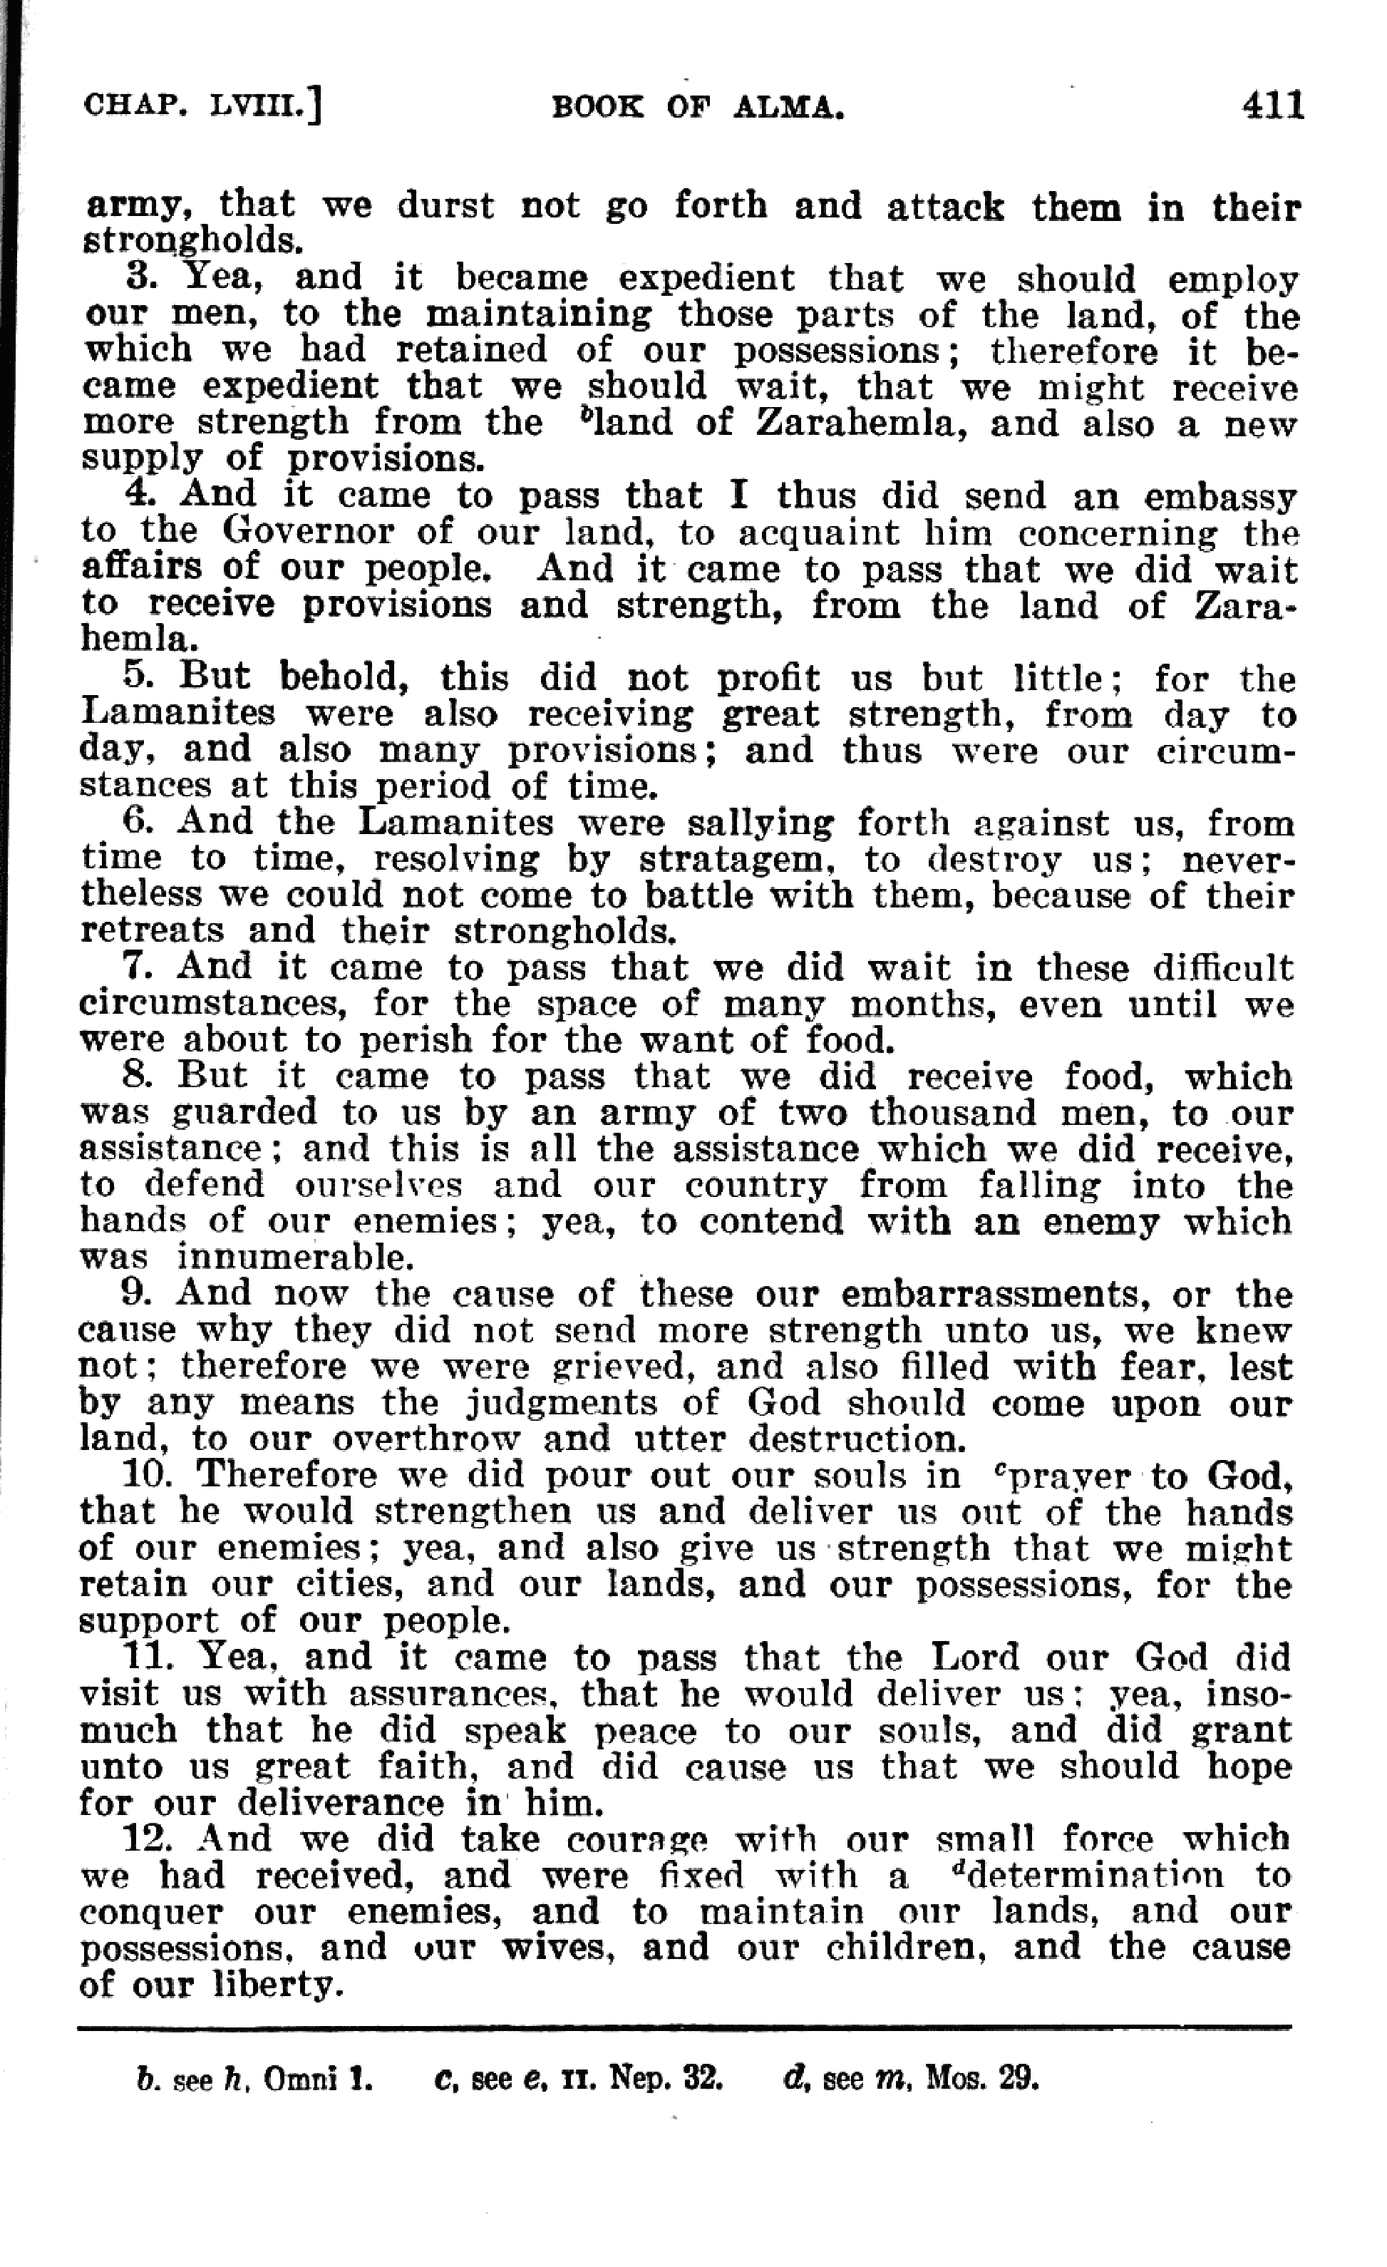 CHAP. LVIII.] BOOK OF ALMA. 411
army, that we durst not go forth and attack them in their
strongholds.
3. Yea, and it became expedient that we should employ
our men, to the maintaining those parts of the land, of the
which we had retained of our possessions; therefore it be-
came expedient that we should wait, that we might receive
more strength from the ᵇland of Zarahemla, and also a new
supply of provisions.
4. And it came to pass that I thus did send an embassy
to the Governor of our land, to acquaint him concerning the
affairs of our people. And it came to pass that we did wait
to receive provisions and strength, from the land of Zara-
hemla.
5. But behold, this did not profit us but little; for the
Lamanites were also receiving great strength, from day to
day, and also many provisions; and thus were our circum-
stances at this period of time.
6. And the Lamanites were sallying forth against us, from
time to time, resolving by stratagem, to destroy us; never-
theless we could not come to battle with them, because of their
retreats and their strongholds.
7. And it came to pass that we did wait in these difficult
circumstances, for the space of many months, even until we
were about to perish for the want of food.
8. But it came to pass that we did receive food, which
was guarded to us by an army of two thousand men, to our
assistance; and this is all the assistance which we did receive,
to defend ourselves and our country from falling into the
hands of our enemies; yea, to contend with an enemy which
was innumerable.
9. And now the cause of these our embarrassments, or the
cause why they did not send more strength unto us, we knew
not; therefore we were grieved, and also filled with fear, lest
by any means the judgments of God should come upon our
land, to our overthrow and utter destruction.
10. Therefore we did pour out our souls in ᶜprayer to God,
that he would strengthen us and deliver us out of the hands
of our enemies; yea, and also give us strength that we might
retain our cities, and our lands, and our possessions, for the
support of our people.
11. Yea, and it came to pass that the Lord our God did
visit us with assurances, that he would deliver us; yea, inso-
much that he did speak peace to our souls, and did grant
unto us great faith, and did cause us that we should hope
for our deliverance in him.
12. And we did take courage with our small force which
we had received, and were fixed with a ᵈdetermination to
conquer our enemies, and to maintain our lands, and our
possessions, and our wives, and our children, and the cause
of our liberty.
b. see h, Omni 1. c, see e, II. Nep. 32. d, see m, Mos. 29.